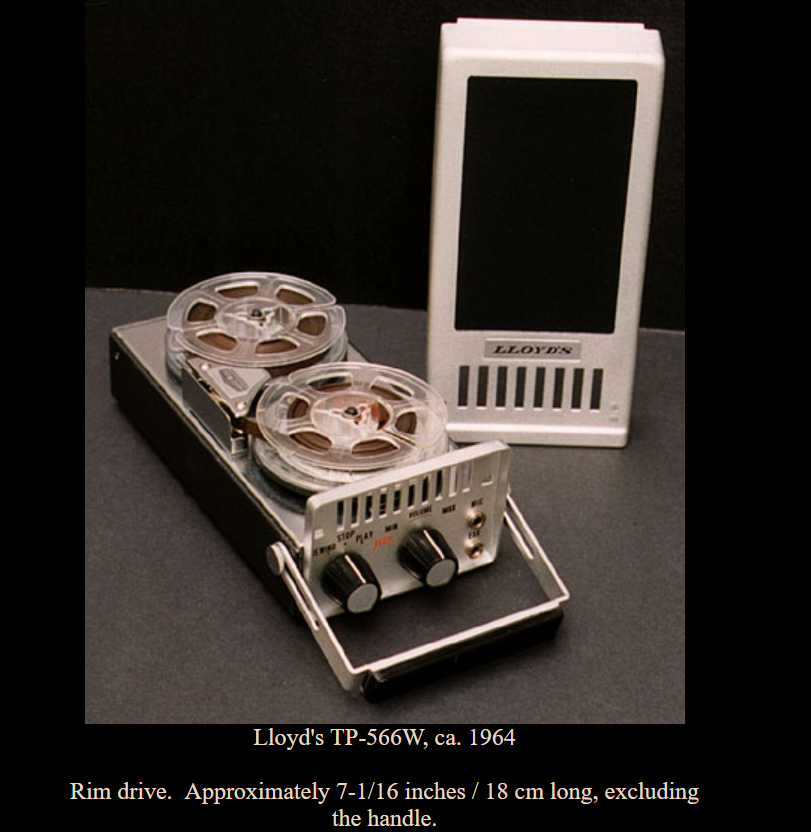 LLOYD'S
MIC
VOLUME
MIN MAX
STOP
REWIND PLAY
EAR
Lloyd's TP-566W, ca. 1964
Rim drive. Approximately 7-1/16 inches / 18 cm long, excluding
the handle.